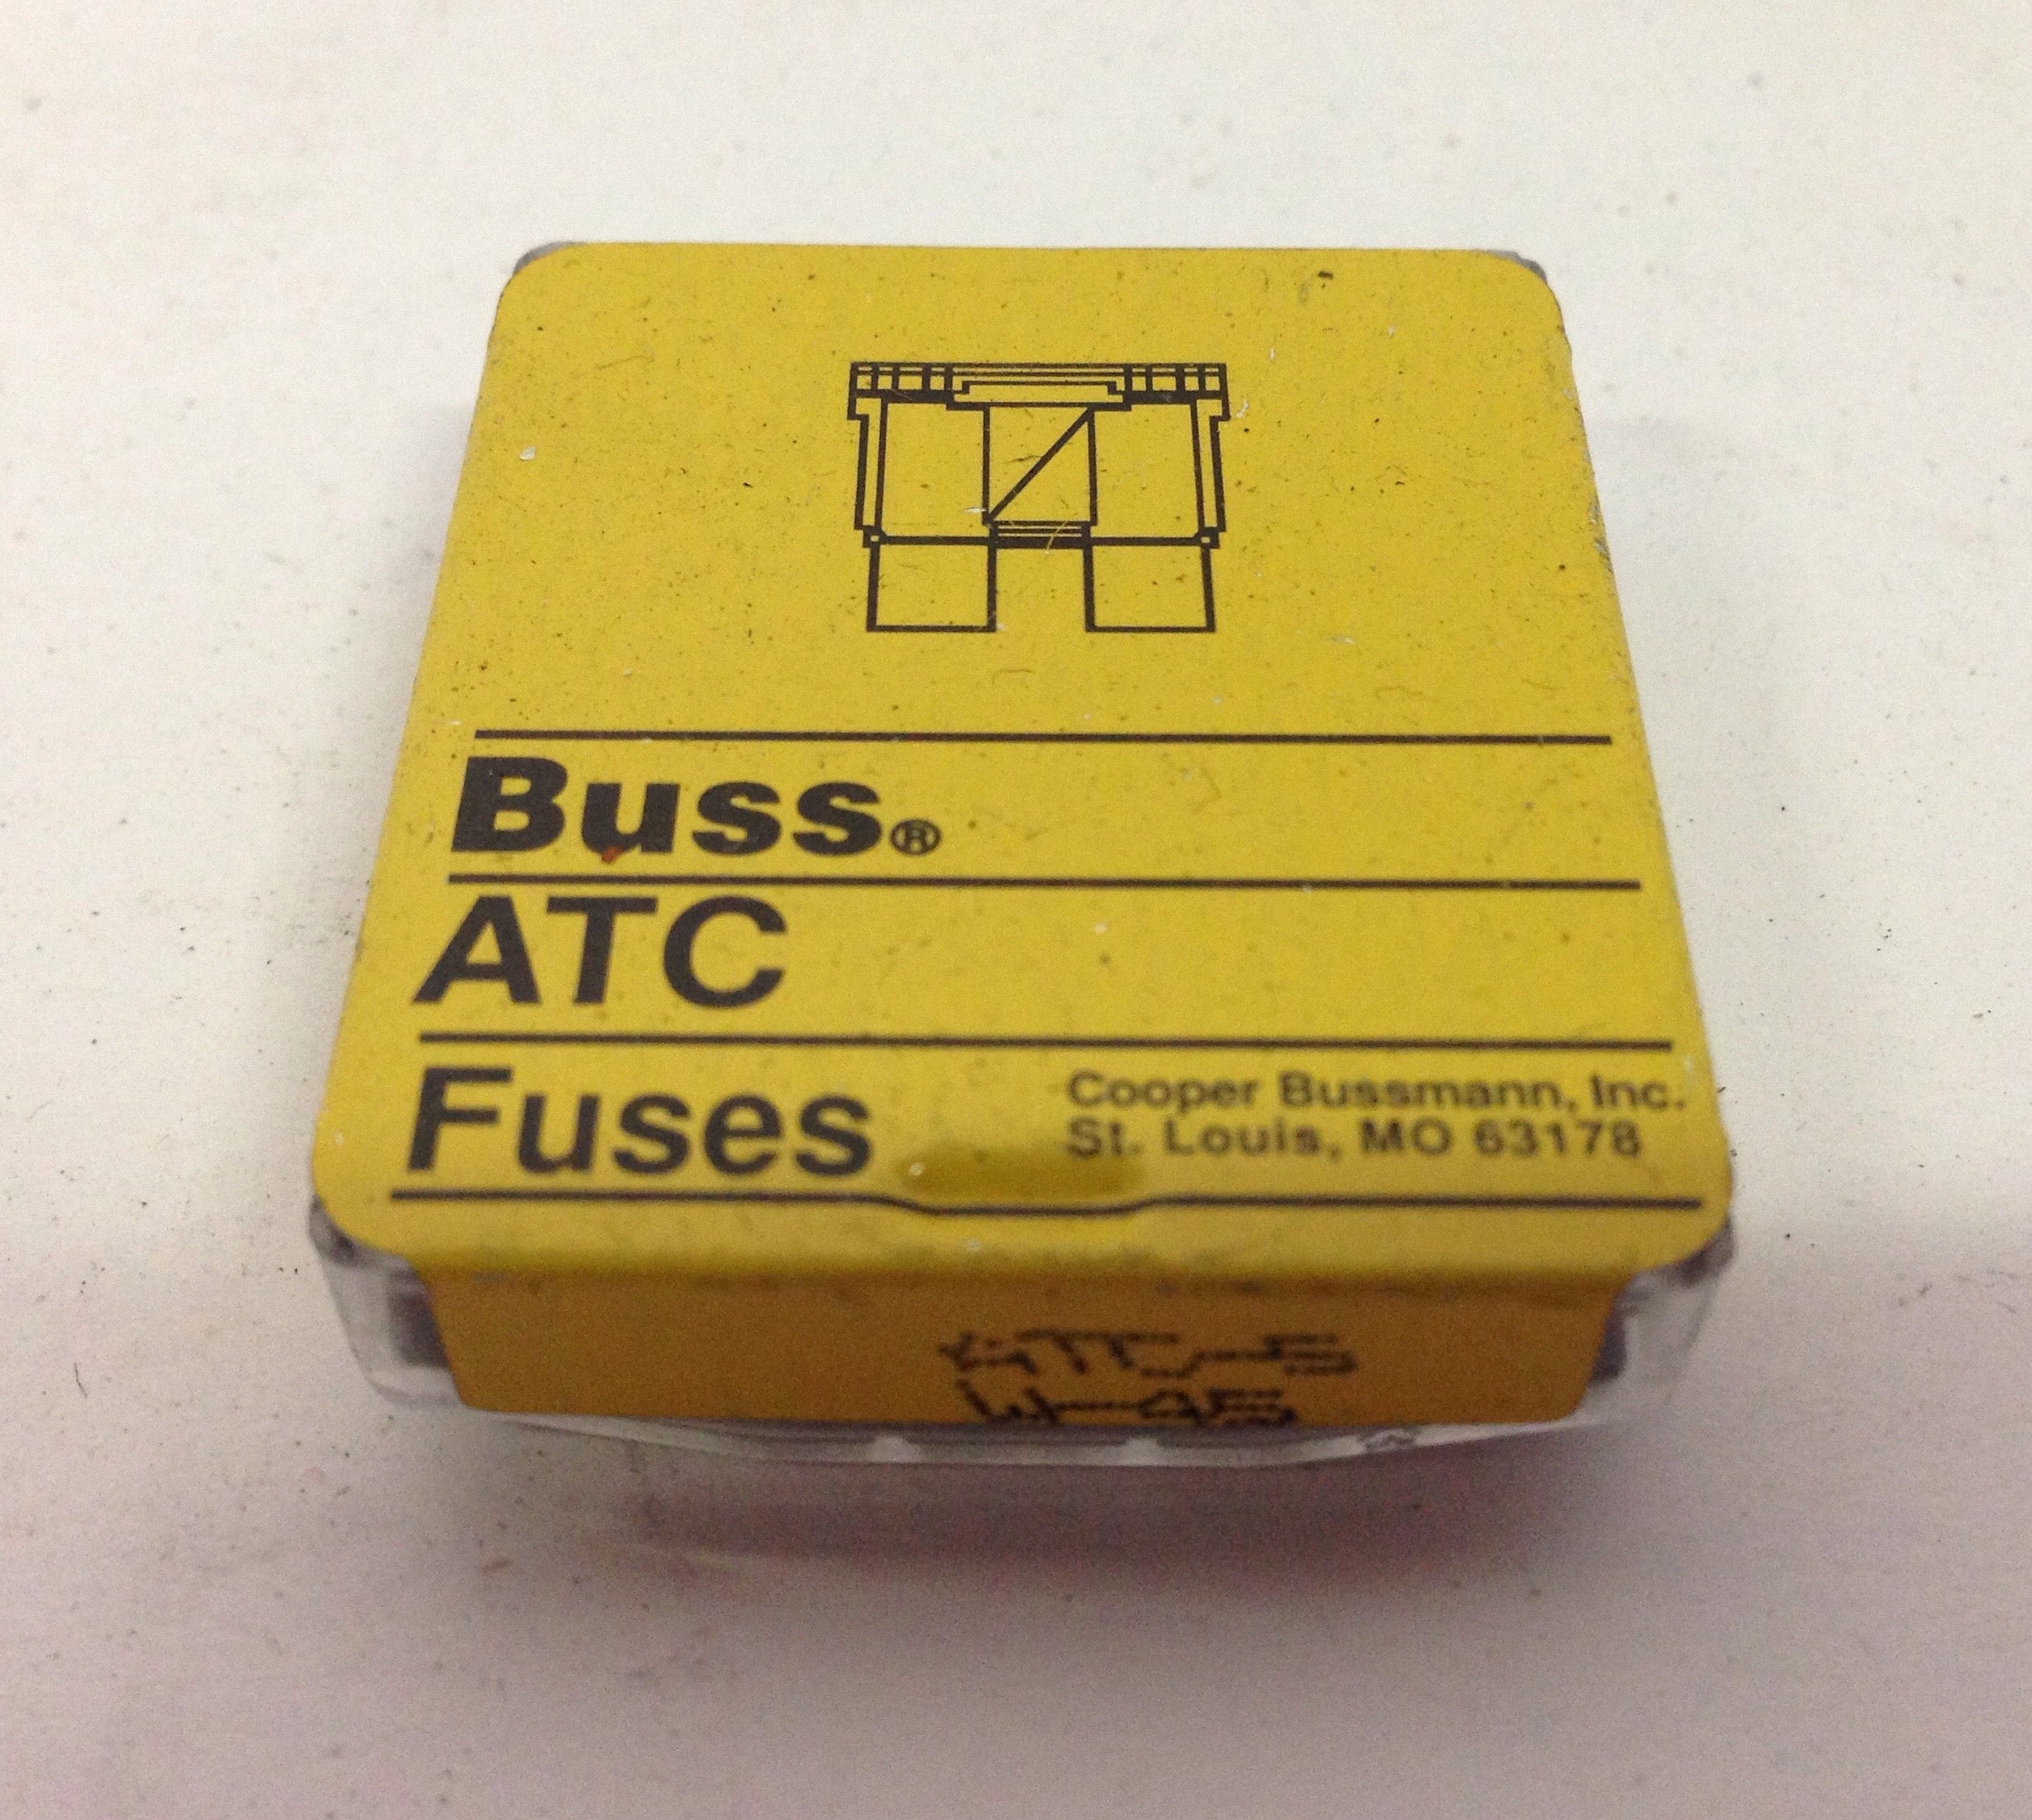 Buss®
ATC
Fuses
Cooper Bussmann, Inc.
St. Louis, MO 63178